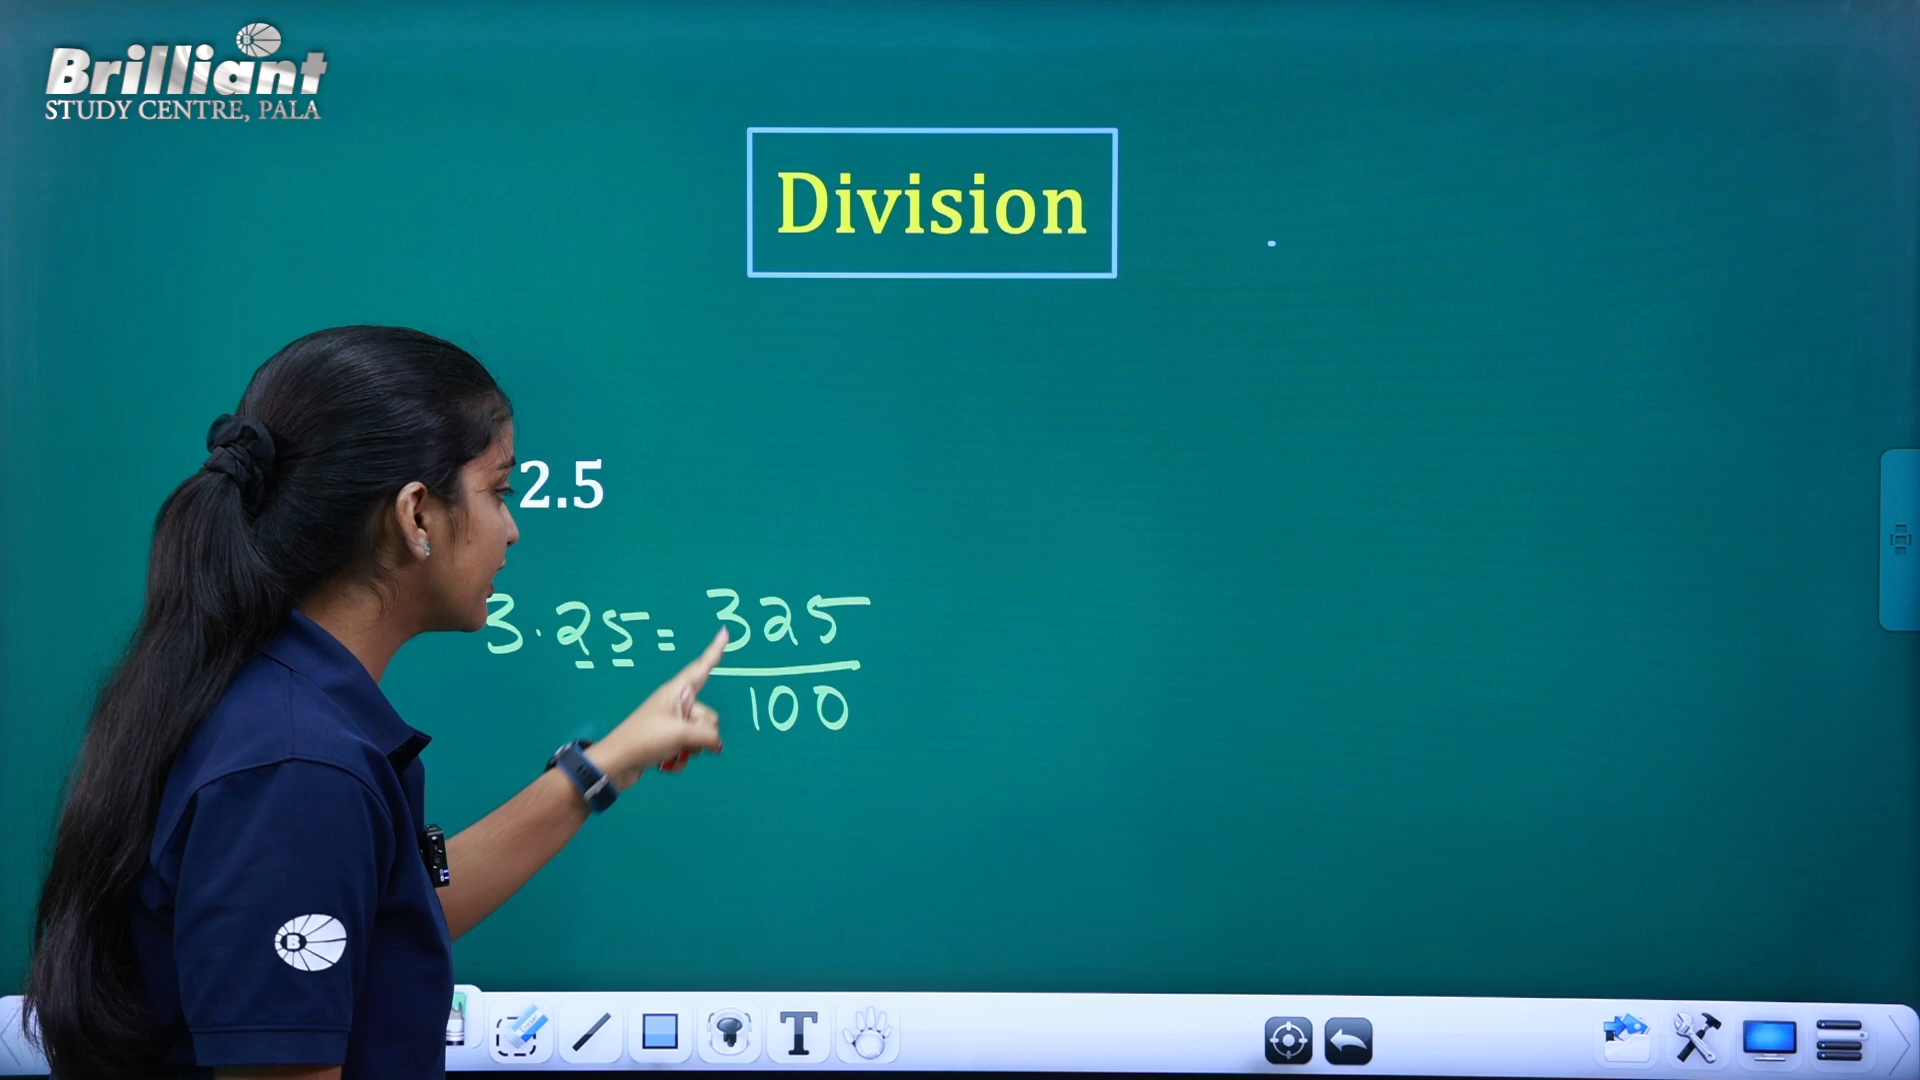 Brilliant
STUDY CENTRE, PALA
Division
2.5
3.25 = 325
100
B
T